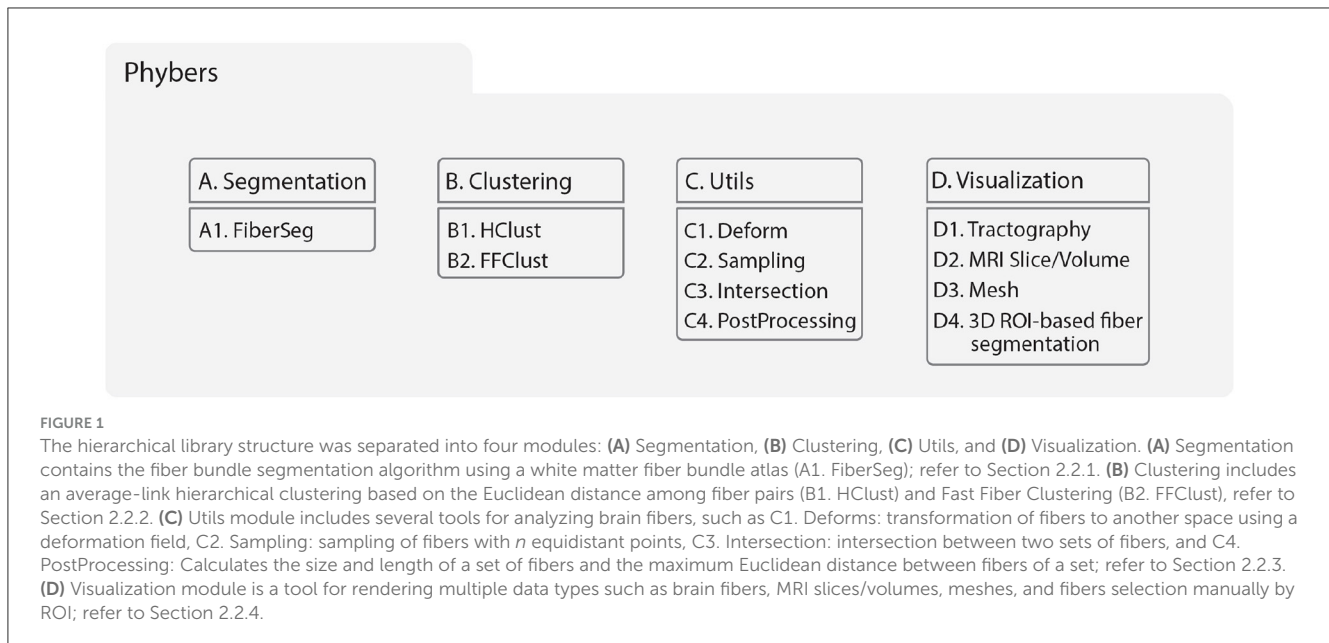 Phybers
A. Segmentation
A1. FiberSeg
B. Clustering
B1. HClust
B2. FFClust
C. Utils
C1. Deform
C2. Sampling
C3. Intersection
C4. PostProcessing
D. Visualization
D1. Tractography
D2. MRI Slice/Volume
D3. Mesh
D4. 3D ROI-based fiber
segmentation
FIGURE 1
The hierarchical library structure was separated into four modules: (A) Segmentation, (B) Clustering, (C) Utils, and (D) Visualization. (A) Segmentation
contains the fiber bundle segmentation algorithm using a white matter fiber bundle atlas (A1. FiberSeg); refer to Section 2.2.1. (B) Clustering includes
an average-link hierarchical clustering based on the Euclidean distance among fiber pairs (B1. HClust) and Fast Fiber Clustering (B2. FFClust), refer to
Section 2.2.2. (C) Utils module includes several tools for analyzing brain fibers, such as C1. Deforms: transformation of fibers to another space using a
deformation field, C2. Sampling: sampling of fibers with n equidistant points, C3. Intersection: intersection between two sets of fibers, and C4.
PostProcessing: Calculates the size and length of a set of fibers and the maximum Euclidean distance between fibers of a set; refer to Section 2.2.3.
(D) Visualization module is a tool for rendering multiple data types such as brain fibers, MRI slices/volumes, meshes, and fibers selection manually by
ROI; refer to Section 2.2.4.